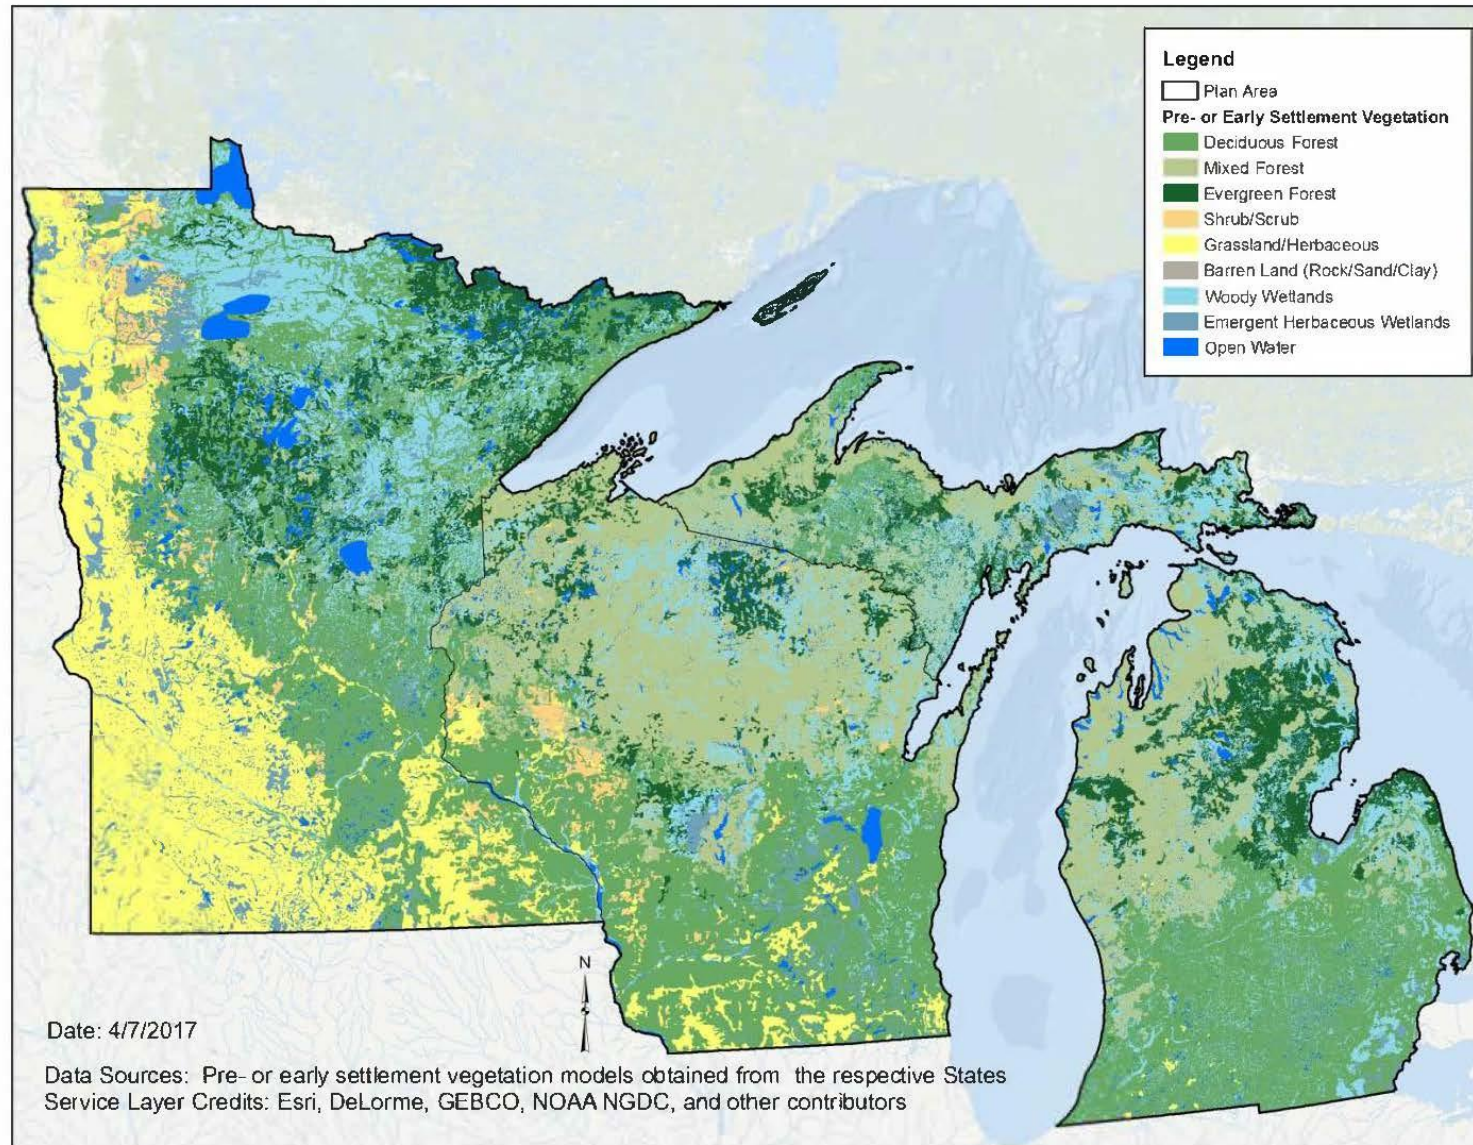 Legend
Plan Area
Pre- or Early Settlement Vegetation
Deciduous Forest
Mixed Forest
Evergreen Forest
Shrub/Scrub
Grassland/Herbaceous
Barren Land (Rock/Sand/Clay)
Woody Wetlands
Emergent Herbaceous Wetlands
Open Water
N
Date: 4/7/2017
Data Sources: Pre- or early settlement vegetation models obtained from the respective States
Service Layer Credits: Esri, DeLorme, GEBCO, NOAA NGDC, and other contributors